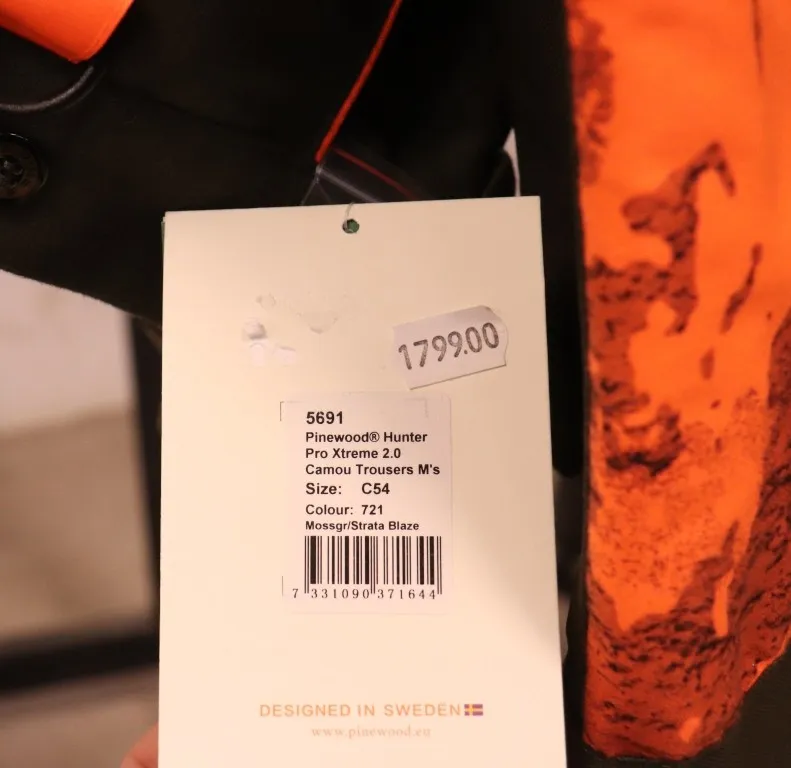 1799.00
5691
Pinewood® Hunter
Pro Xtreme 2.0
Camou Trousers M's
Size: C54
Colour: 721
Mossgr/Strata Blaze
7 331090 371644
DESIGNED IN SWEDEN
www.pinewood.eu